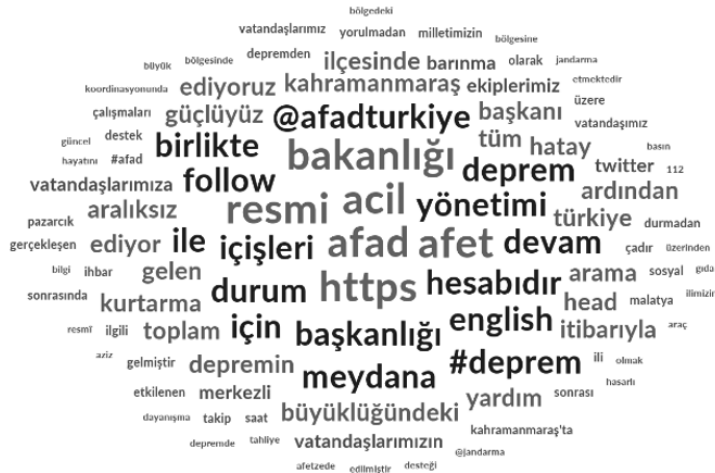 bölgedeki
vatandaşlarımız yorulmadan milletimizin bölgesine
büyük bölgesinde depremden ilçesinde barınma olarak jandarma
koordinasyonunda ediyoruz kahramanmaraş ekiplerimiz etmektedir
çalışmaları güçlüyüz @afadturkiye başkanı üzere
güncel destek birlikte bakanlığı tüm hatay vatandaşımız
hayatını #afad follow deprem twitter basın 112
vatandaşlarımıza resmi acil yönetimi ardından
pazarcık aralıksız türkiye durmadan
gerçekleşen ediyor ile içişleri afad afet devam çadır üzerinden
bilgi ihbar gelen https hesabıdır arama sosyal gıda
sonrasında kurtarma durum head malatya ilimizin
resmî ilgili toplam için başkanlığı english itibarıyla araç
aziz gelmiştir depremin meydana #deprem ili olmak
hasarlı
etkilenen merkezli yardım sonrası
dayanışma takip saat büyüklüğündeki
kahramanmaraş'ta
depremde tahliye vatandaşlarımızın @jandarma
afetzede edilmiştir desteği